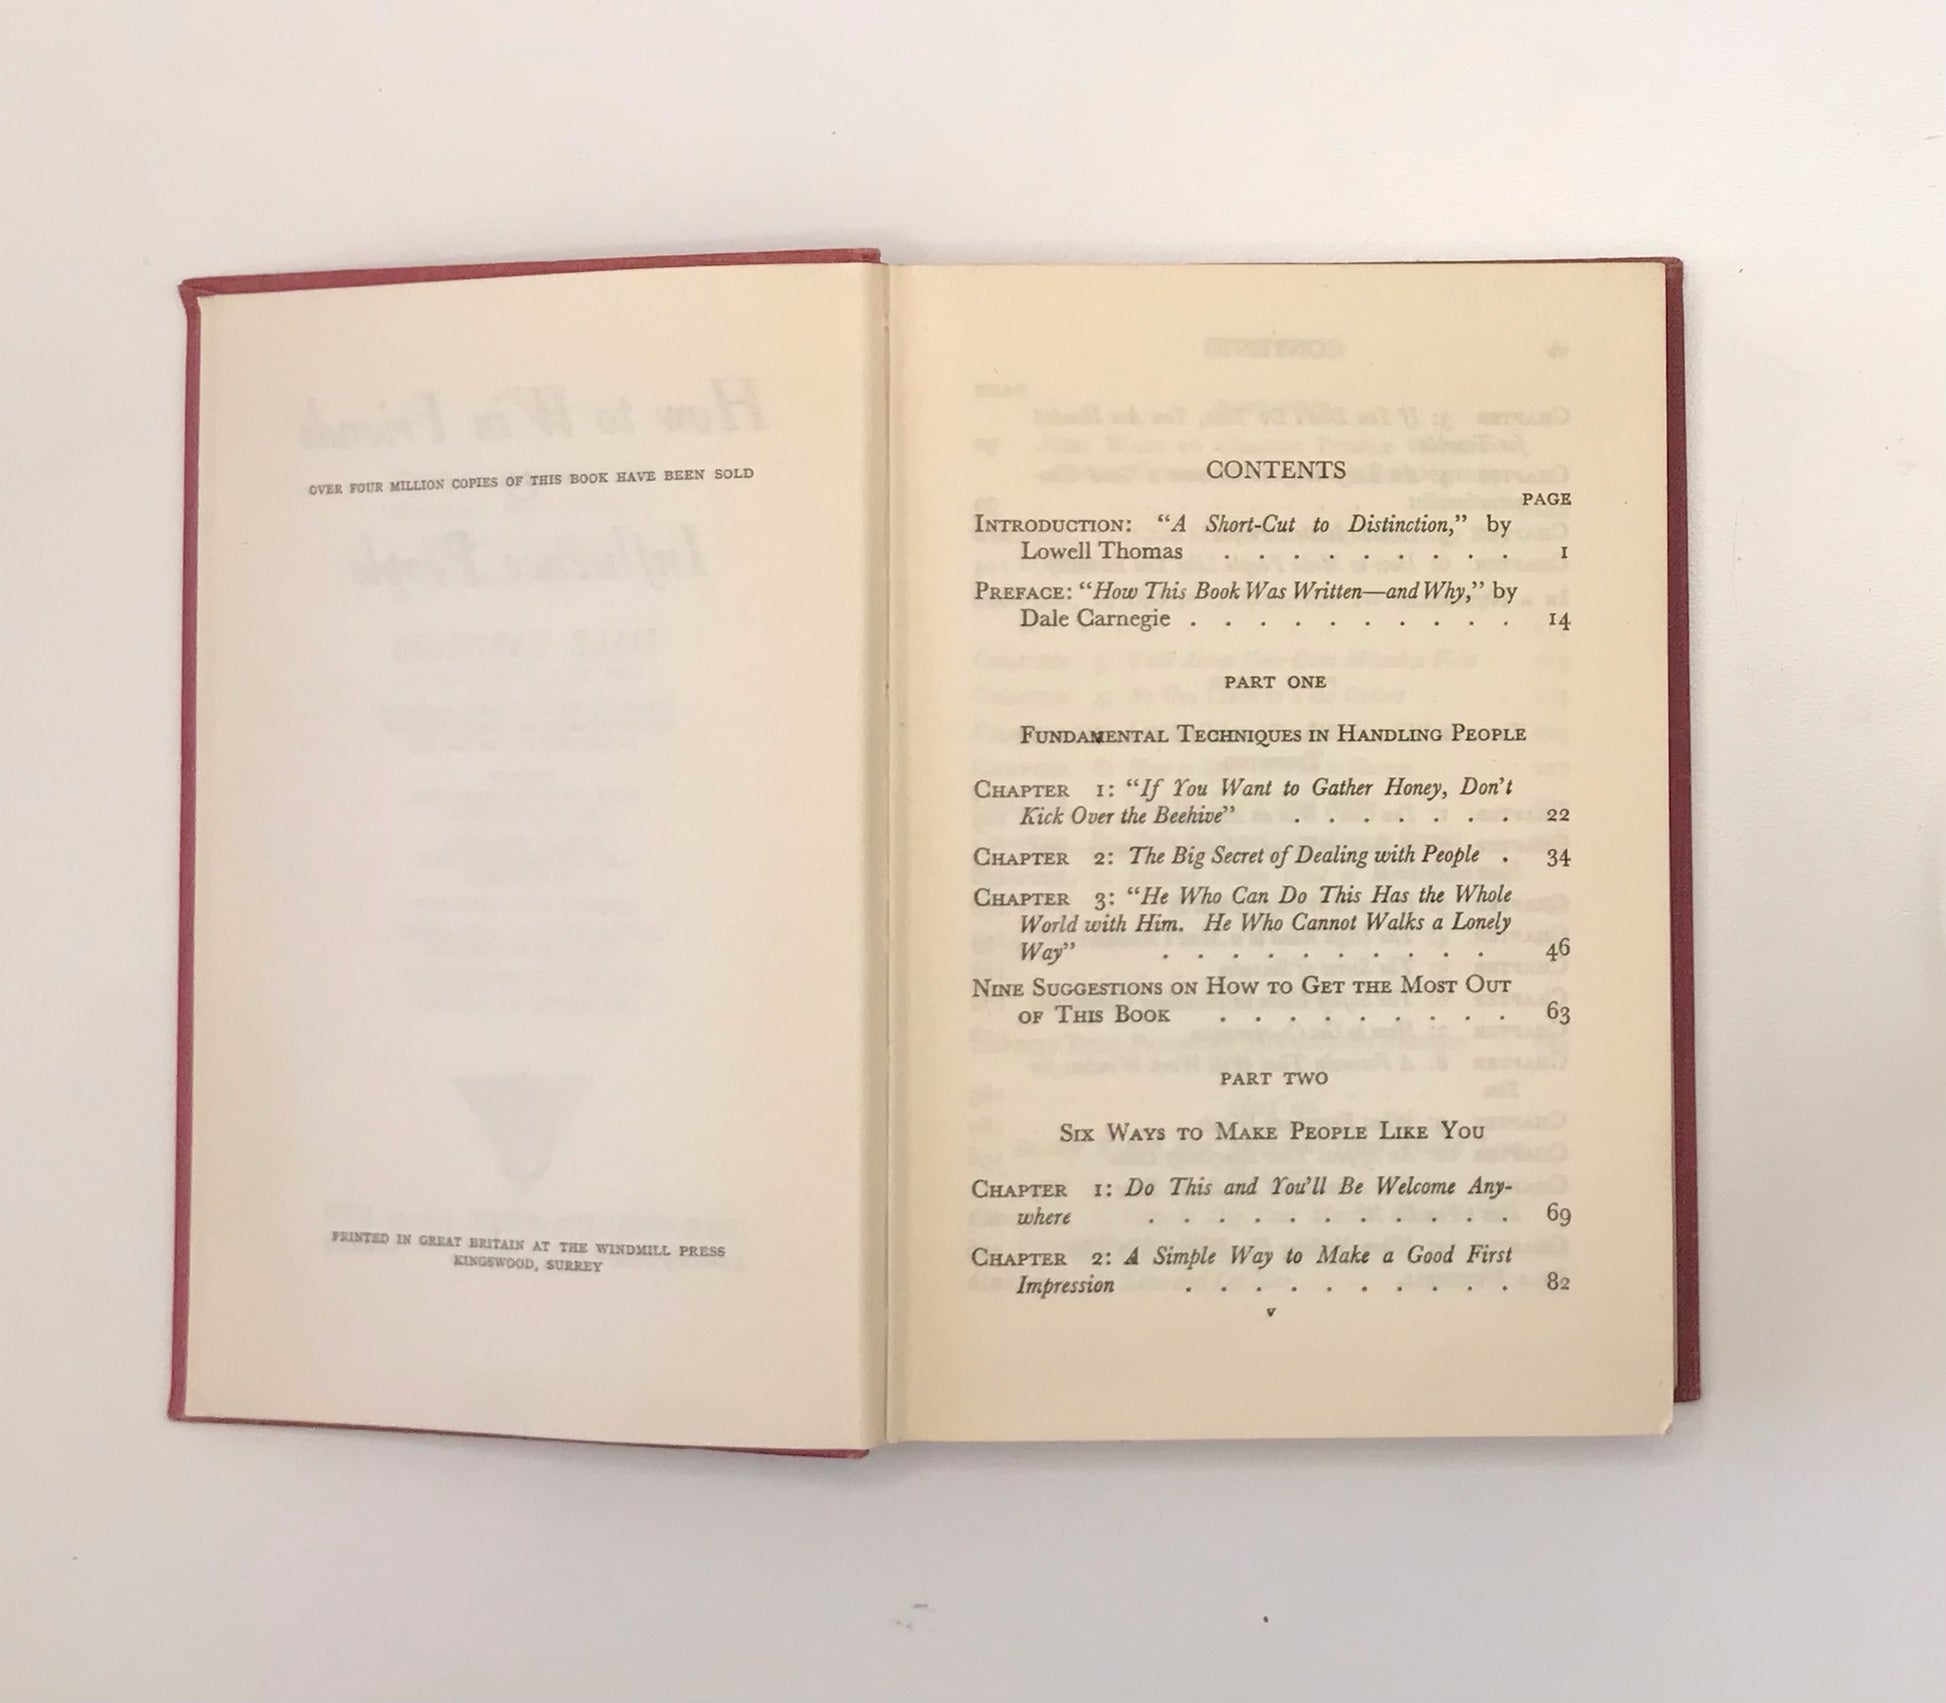 OVER FOUR MILLION COPIES OF THIS BOOK HAVE BEEN SOLD
PRINTED IN GREAT BRITAIN AT THE WINDMILL PRESS
KINGSWOOD, SURREY
CONTENTS
PAGE
INTRODUCTION: “A Short-Cut to Distinction,” by
Lowell Thomas . . . . . . . . . 1
PREFACE: “How This Book Was Written—and Why,” by
Dale Carnegie . . . . . . . . . . 14
PART ONE
FUNDAMENTAL TECHNIQUES IN HANDLING PEOPLE
CHAPTER 1: “If You Want to Gather Honey, Don't
Kick Over the Beehive” . . . . . . . 22
CHAPTER 2: The Big Secret of Dealing with People . 34
CHAPTER 3: “He Who Can Do This Has the Whole
World with Him. He Who Cannot Walks a Lonely
Way” . . . . . . . . . . 46
NINE SUGGESTIONS ON HOW TO GET THE MOST OUT
OF THIS BOOK . . . . . . . . . 63
PART TWO
SIX WAYS TO MAKE PEOPLE LIKE YOU
CHAPTER 1: Do This and You'll Be Welcome Any-
where . . . . . . . . . . . 69
CHAPTER 2: A Simple Way to Make a Good First
Impression . . . . . . . . . . 82
v